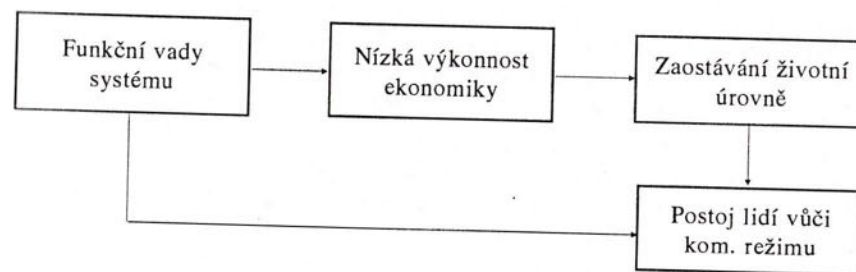 Funkční vady
systému
Nízká výkonnost
ekonomiky
Zaostávání životní
úrovně
Postoj lidí vůči
kom. režimu